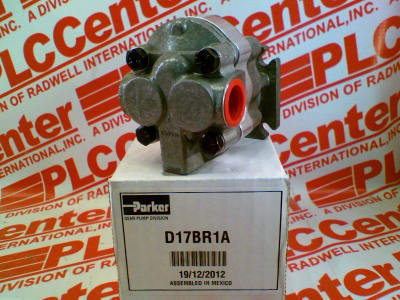 PLCCenter
A DIVISION OF RADWELL INTERNATIONAL, INC.
Parker
GEAR PUMP DIVISION
D17BR1A
19/12/2012
ASSEMBLED IN MEXICO